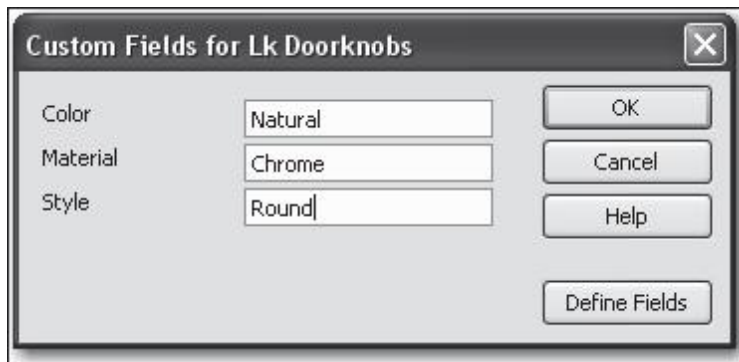 Custom Fields for Lk Doorknobs
Color
Natural
OK
Material
Chrome
Cancel
Style
Round
Help
Define Fields